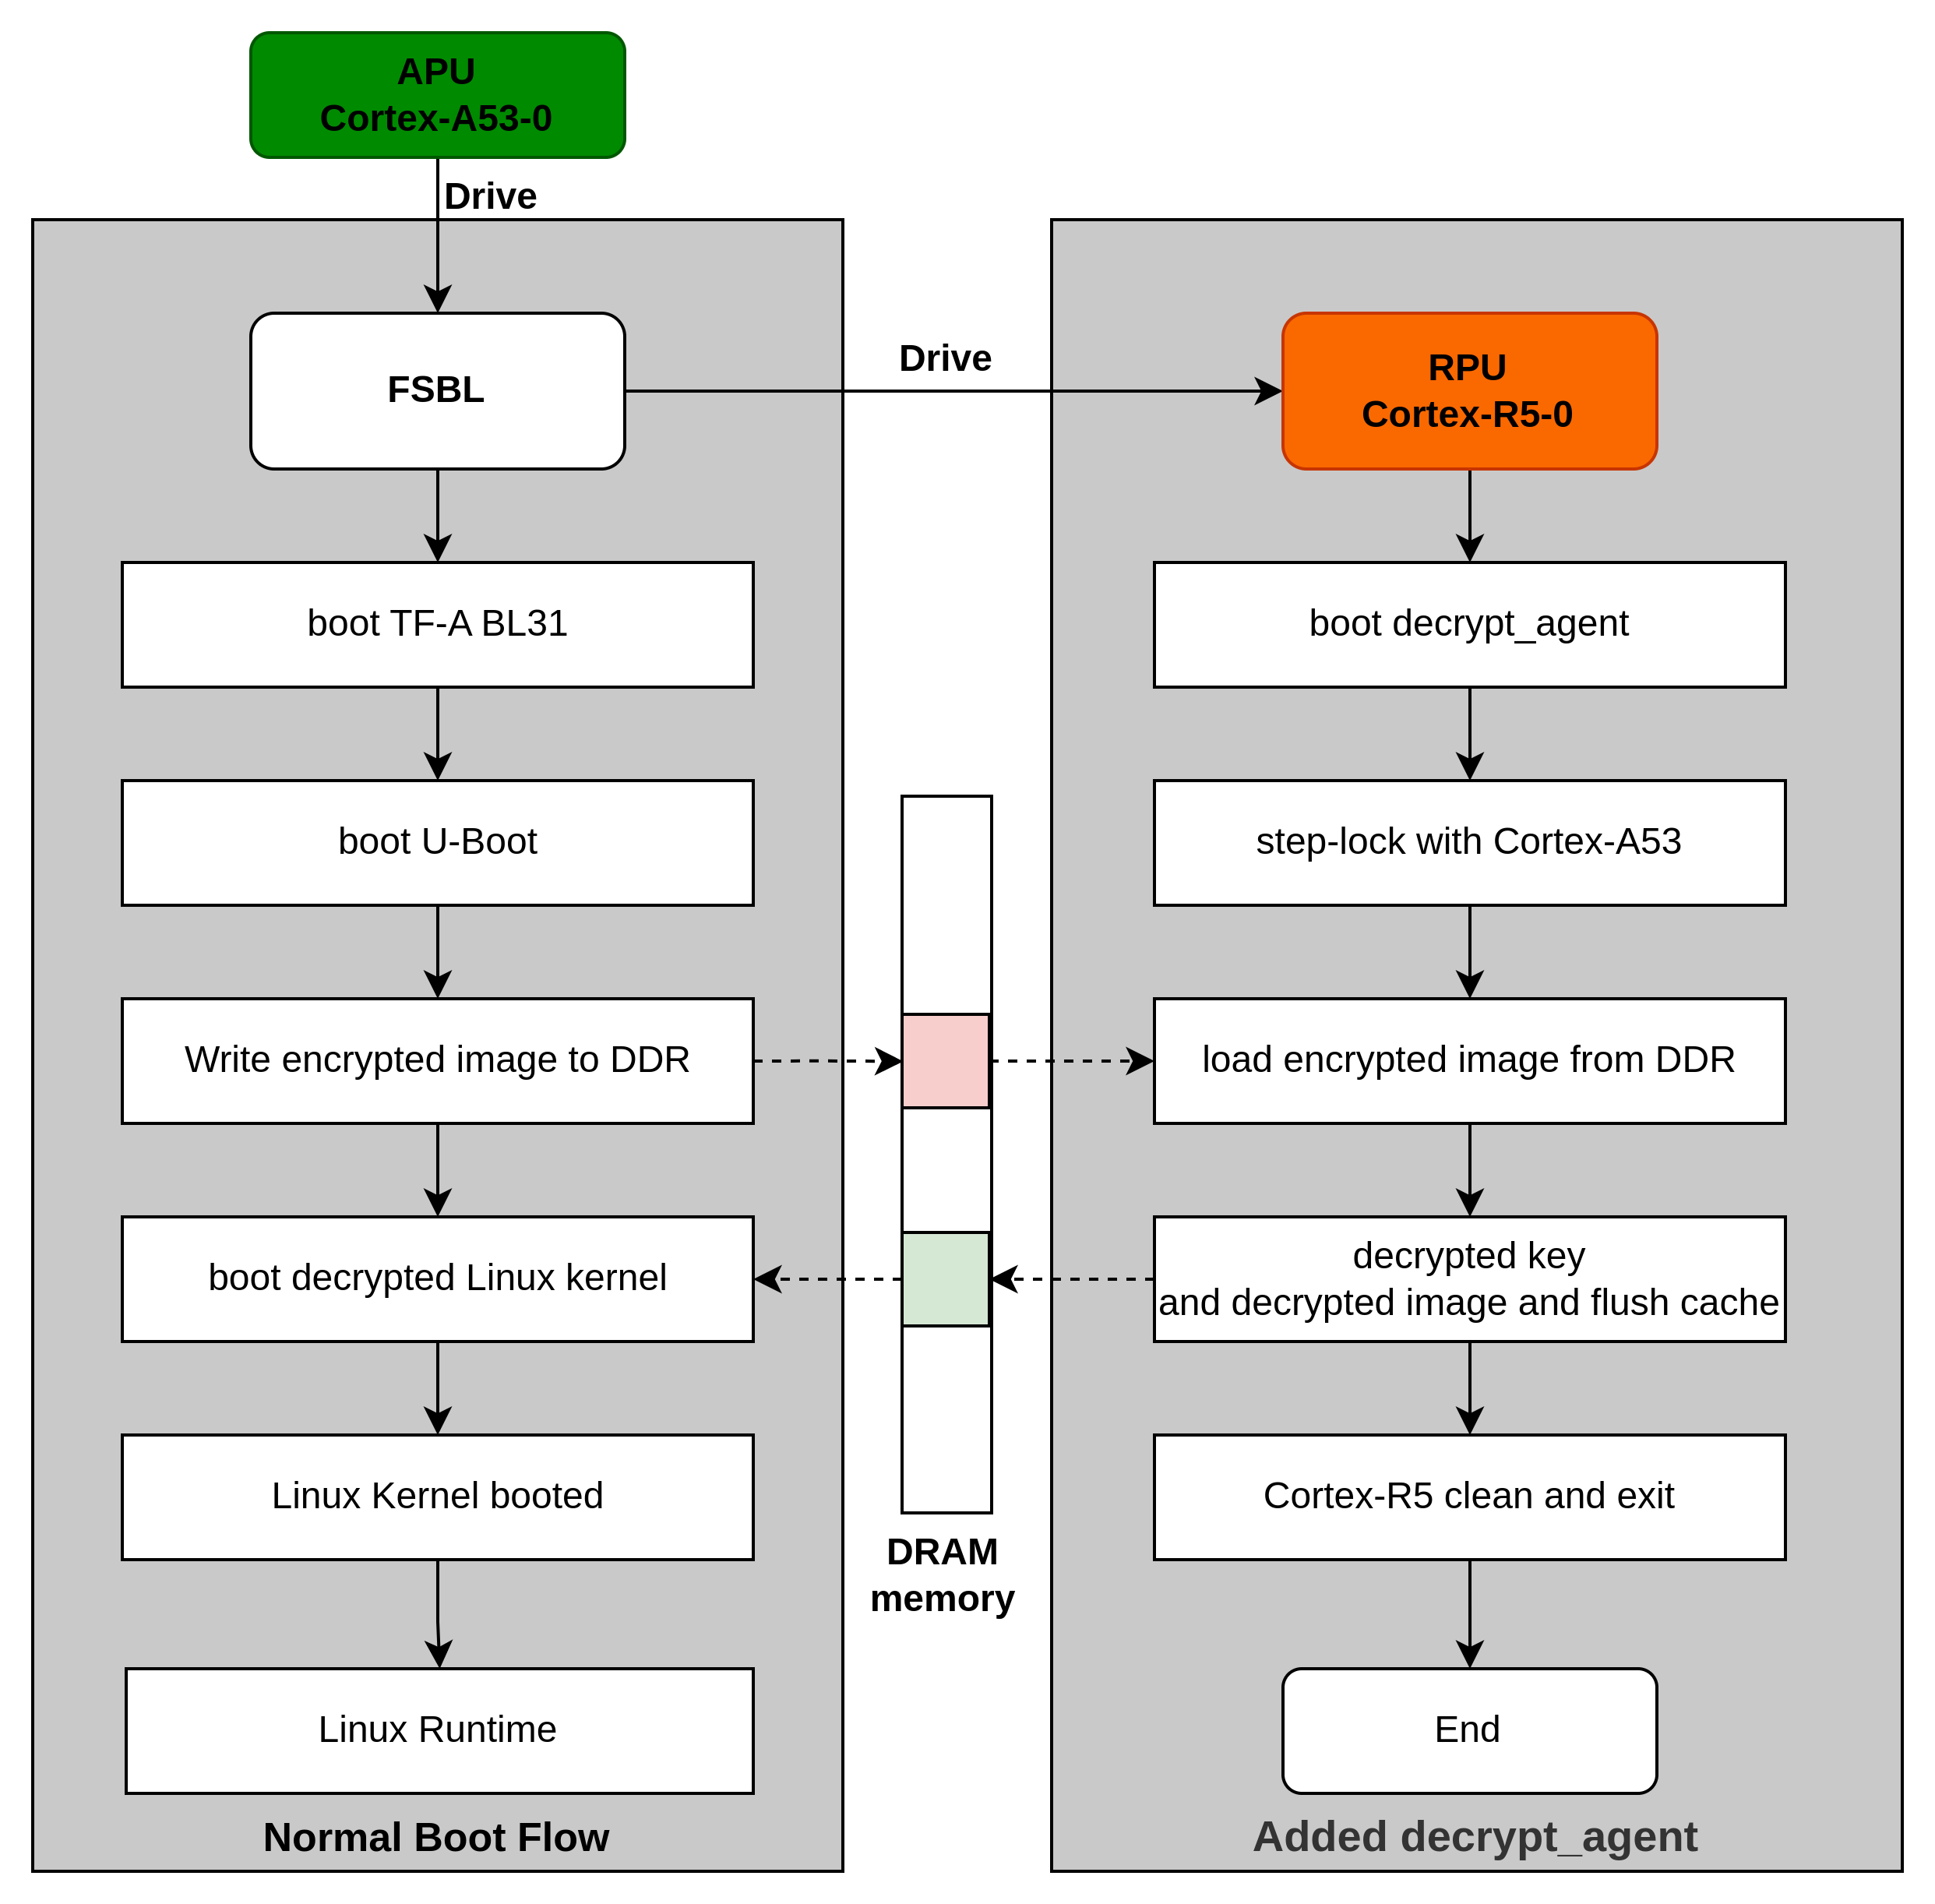 APU
Cortex-A53-0
Drive
FSBL
Drive
RPU
Cortex-R5-0
boot TF-A BL31
boot decrypt_agent
boot U-Boot
step-lock with Cortex-A53
Write encrypted image to DDR
load encrypted image from DDR
boot decrypted Linux kernel
decrypted key
and decrypted image and flush cache
Linux Kernel booted
Cortex-R5 clean and exit
DRAM
memory
Linux Runtime
End
Normal Boot Flow
Added decrypt_agent